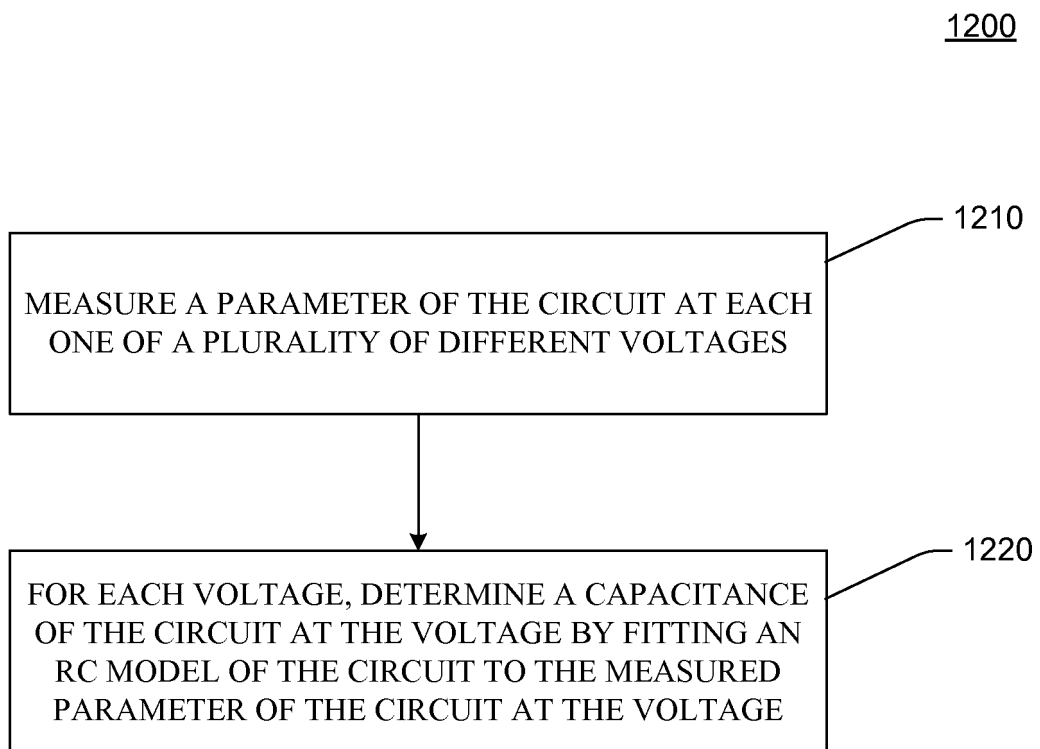 1200
1210
MEASURE A PARAMETER OF THE CIRCUIT AT EACH
ONE OF A PLURALITY OF DIFFERENT VOLTAGES
1220
FOR EACH VOLTAGE, DETERMINE A CAPACITANCE
OF THE CIRCUIT AT THE VOLTAGE BY FITTING AN
RC MODEL OF THE CIRCUIT TO THE MEASURED
PARAMETER OF THE CIRCUIT AT THE VOLTAGE